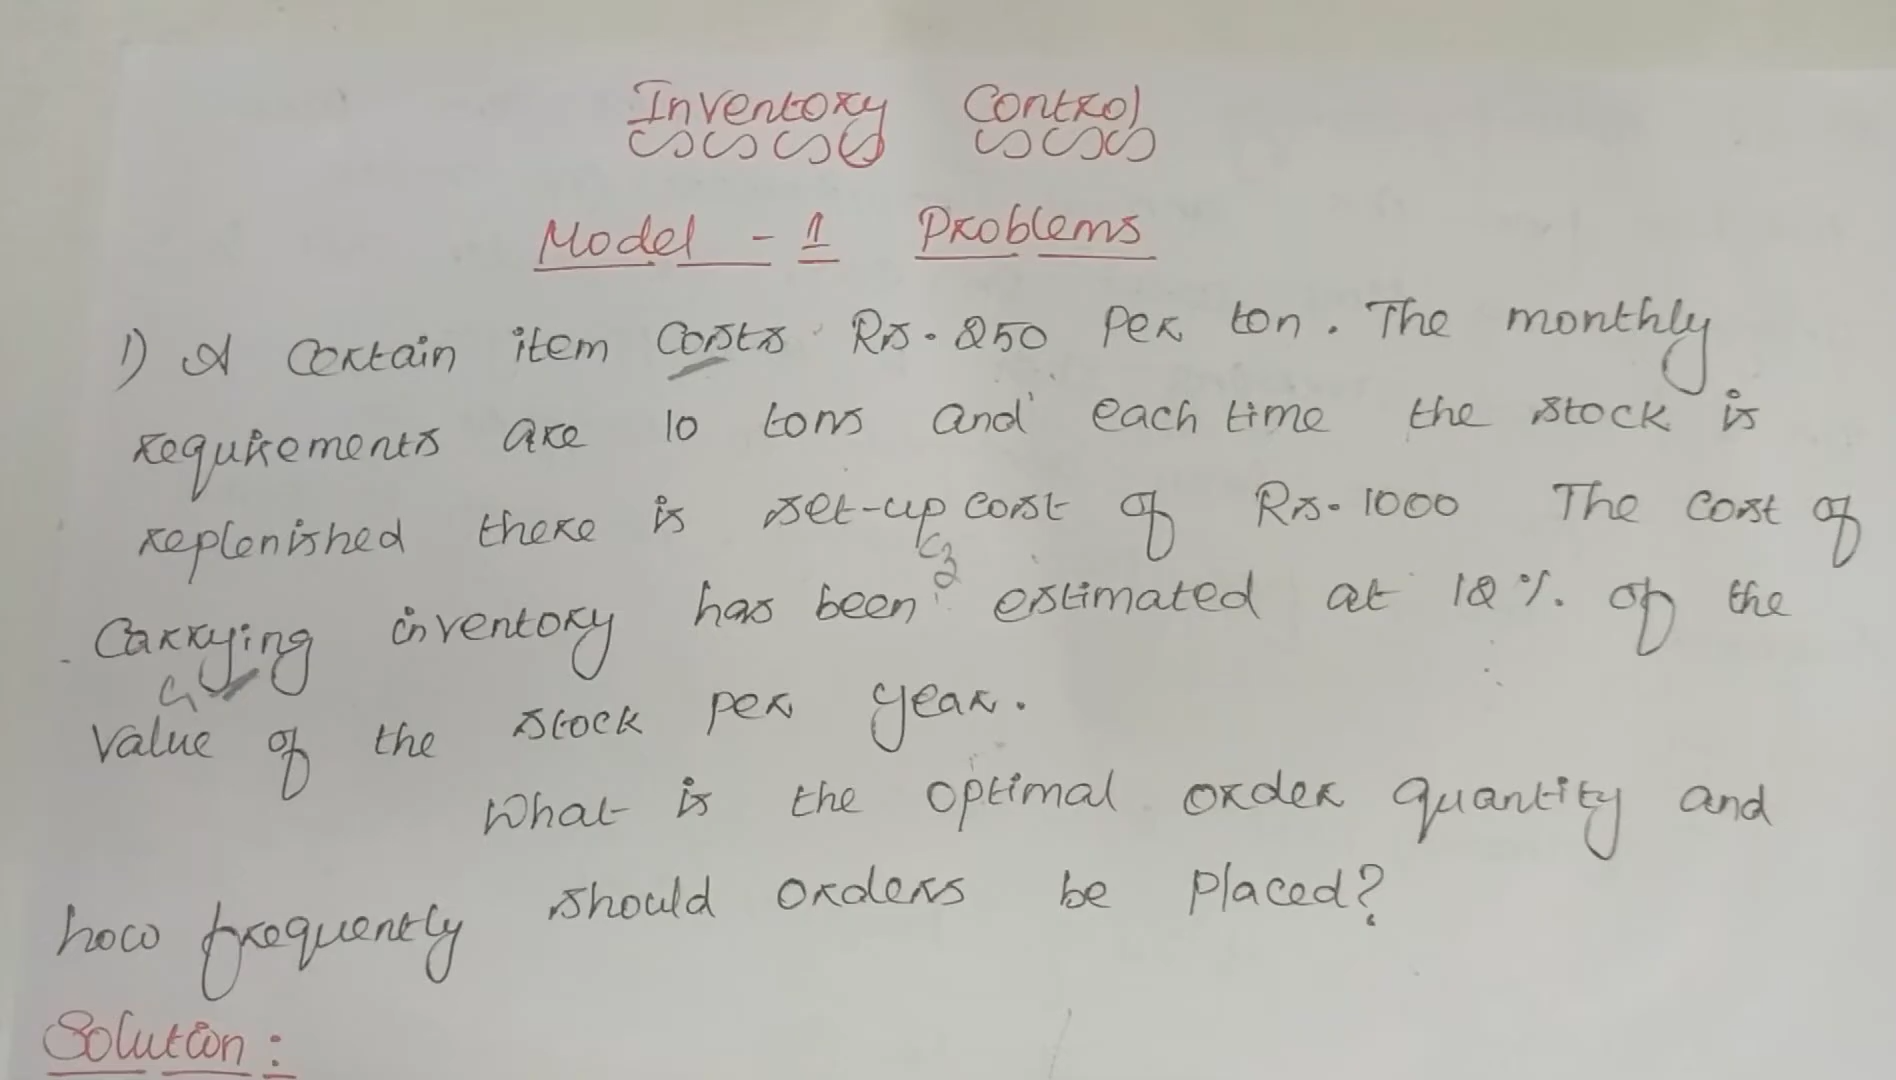 Inventory Control
Model - 1 Problems
1) A Certain item Costs Rs. 250 Per ton. The monthly
requirements are 10 tons and each time the stock is
replenished there is set-up cost of Rs. 1000 The cost of
C3
Carrying inventory has been estimated at 12 %. of the
C1
Value of the stock per year.
What is the optimal order quantity and
how frequently should orders be placed?
Solution :